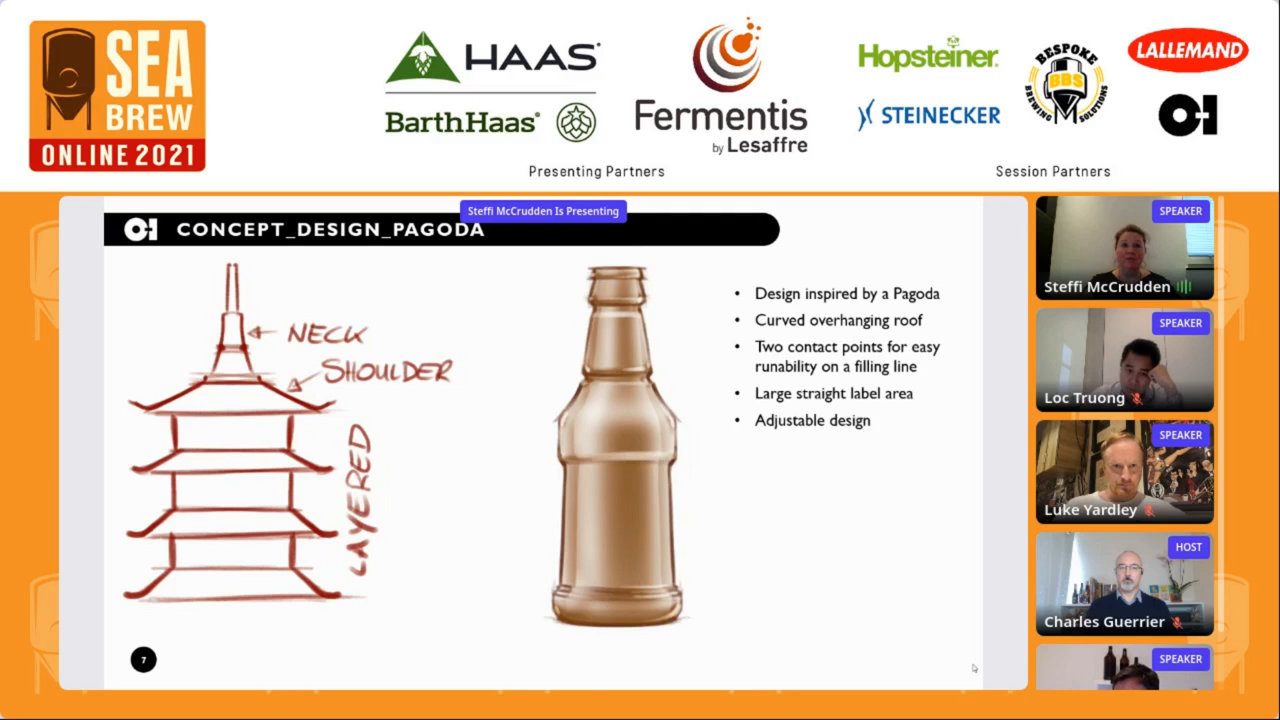 SEA
BREW
ONLINE 2021
HAAS®
BarthHaas®
Fermentis
by Lesaffre
Hopsteiner
STEINECKER
BESPOKE
BBS
BREWING SOLUTIONS
LALLEMAND
O-I
Presenting Partners
Session Partners
Steffi McCrudden Is Presenting
O-I CONCEPT_DESIGN_PAGODA
NECK
SHOULDER
LAYERED
• Design inspired by a Pagoda
• Curved overhanging roof
• Two contact points for easy
runability on a filling line
• Large straight label area
• Adjustable design
7
SPEAKER
Steffi McCrudden
SPEAKER
Loc Truong
SPEAKER
Luke Yardley
HOST
Charles Guerrier
SPEAKER